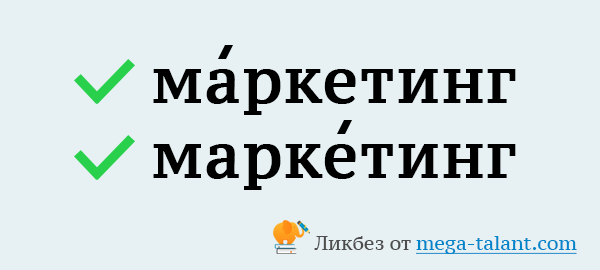 ма́ркетинг
марке́тинг
Ликбез от mega-talant.com